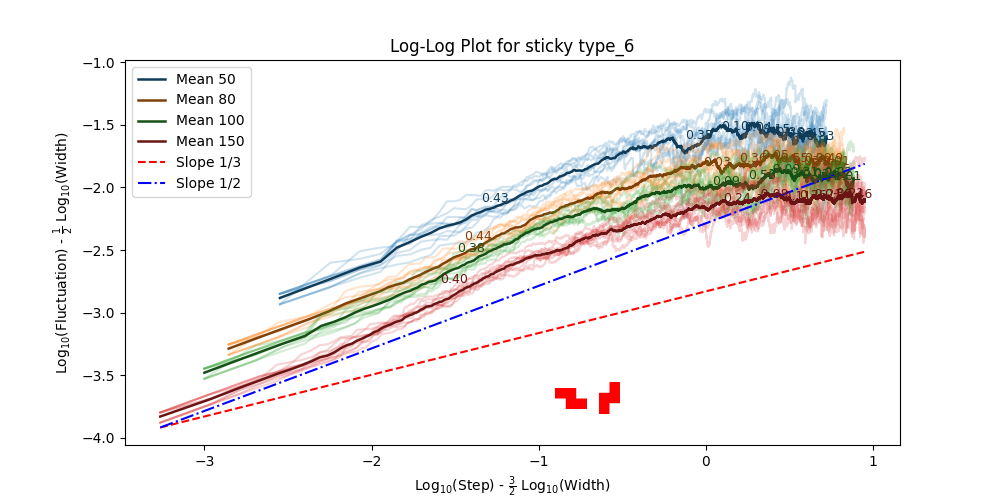 Log-Log Plot for sticky type_6
Log10(Fluctuation) - 1/2 Log10(Width)
−1.0
−1.5
−2.0
−2.5
−3.0
−3.5
−4.0
Mean 50
Mean 80
Mean 100
Mean 150
Slope 1/3
Slope 1/2
0.43
0.35
0.44
0.38
0.40
0.09
0.24
−3
−2
−1
0
1
Log10(Step) - 3/2 Log10(Width)